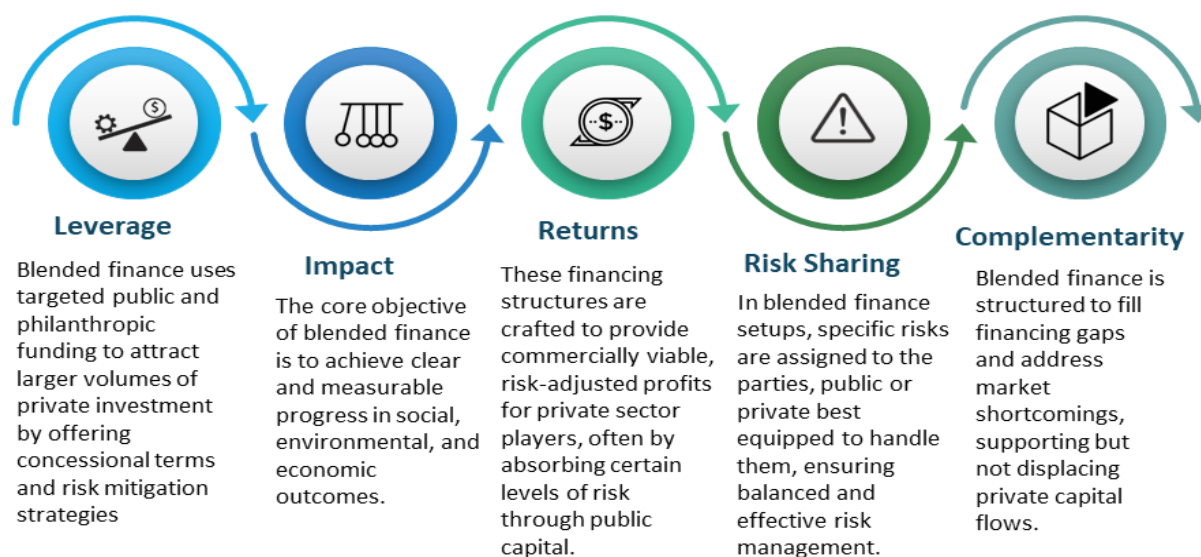 Leverage
Blended finance uses
targeted public and
philanthropic
funding to attract
larger volumes of
private investment
by offering
concessional terms
and risk mitigation
strategies
Impact
The core objective
of blended finance
is to achieve clear
and measurable
progress in social,
environmental, and
economic
outcomes.
Returns
These financing
structures are
crafted to provide
commercially viable,
risk-adjusted profits
for private sector
players, often by
absorbing certain
levels of risk
through public
capital.
Risk Sharing
In blended finance
setups, specific risks
are assigned to the
parties, public or
private best
equipped to handle
them, ensuring
balanced and
effective risk
management.
Complementarity
Blended finance is
structured to fill
financing gaps
and address
market
shortcomings,
supporting but
not displacing
private capital
flows.